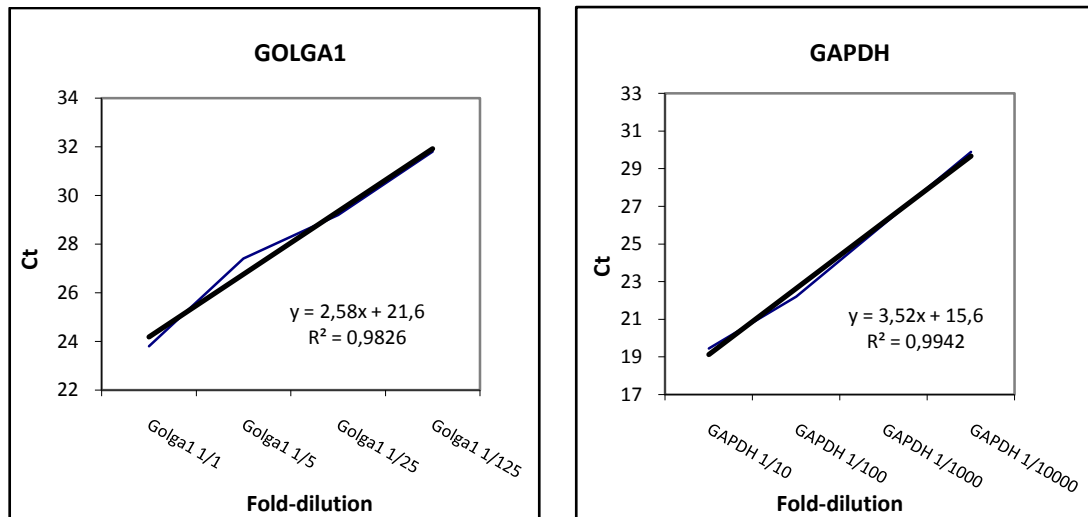 GOLGA1
34
32
30
28
26
24
22
Ct
y = 2,58x + 21,6
R² = 0,9826
Golga1 1/1
Golga1 1/5
Golga1 1/25
Golga1 1/125
Fold-dilution
GAPDH
33
31
29
27
25
23
21
19
17
Ct
y = 3,52x + 15,6
R² = 0,9942
GAPDH 1/10
GAPDH 1/100
GAPDH 1/1000
GAPDH 1/10000
Fold-dilution